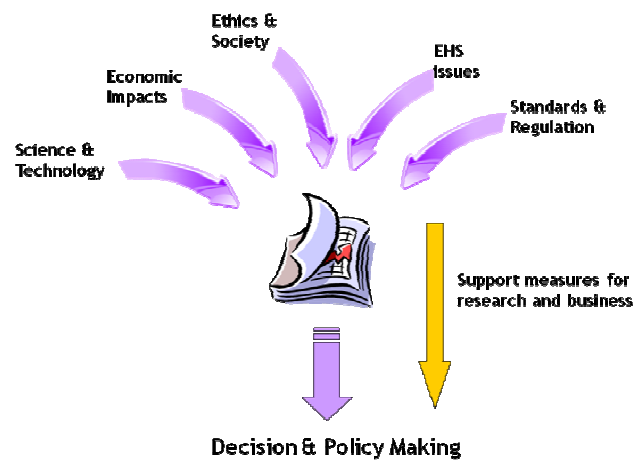 Ethics &
Society
EHS
issues
Economic
Impacts
Standards &
Regulation
Science &
Technology
Support measures for
research and business
Decision & Policy Making